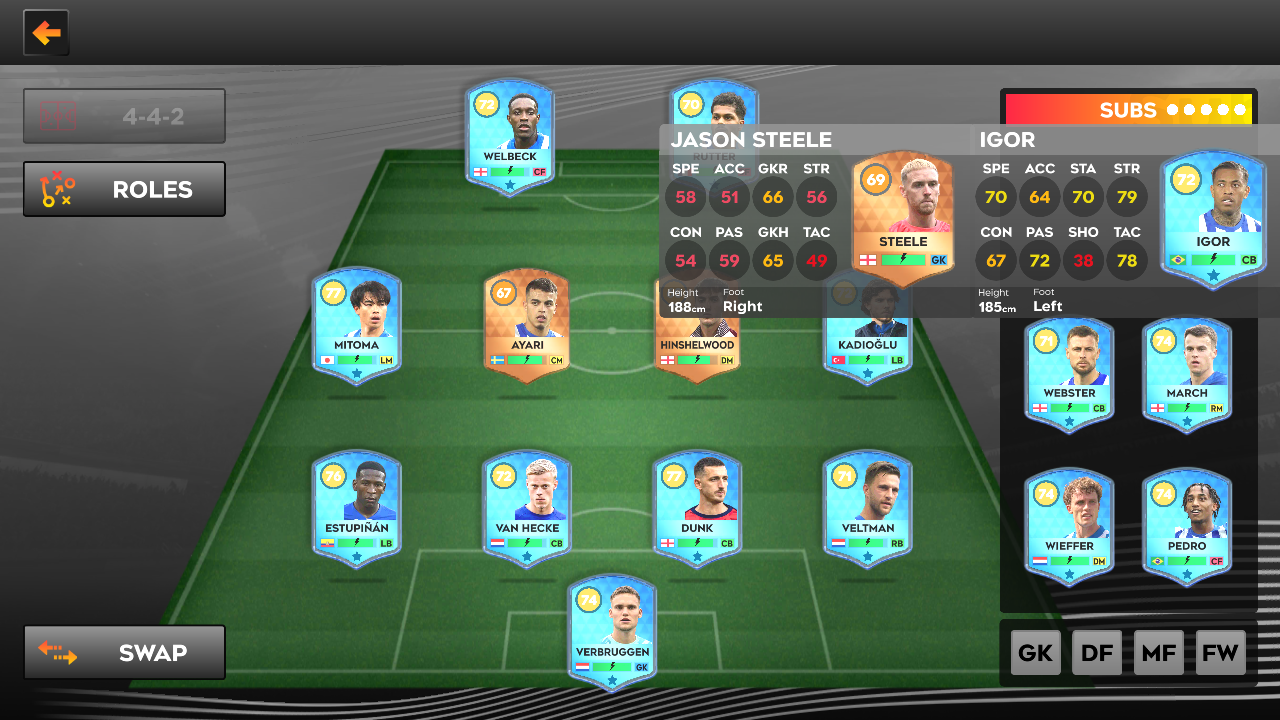 4-4-2
ROLES
SUBS
72
WELBECK
CF
70
RUTTER
JASON STEELE
SPE ACC GKR STR
58 51 66 56
CON PAS GKH TAC
54 59 65 49
Height Foot
188cm Right
69
STEELE
GK
IGOR
SPE ACC STA STR
70 64 70 79
CON PAS SHO TAC
67 72 38 78
Height Foot
185cm Left
72
IGOR
CB
77
MITOMA
LM
67
AYARI
CM
HINSHELWOOD
DM
KADIOĞLU
LB
71
WEBSTER
CB
74
MARCH
RM
76
ESTUPIÑÁN
LB
72
VAN HECKE
CB
77
DUNK
CB
71
VELTMAN
RB
74
WIEFFER
DM
74
PEDRO
CF
74
VERBRUGGEN
GK
SWAP
GK DF MF FW